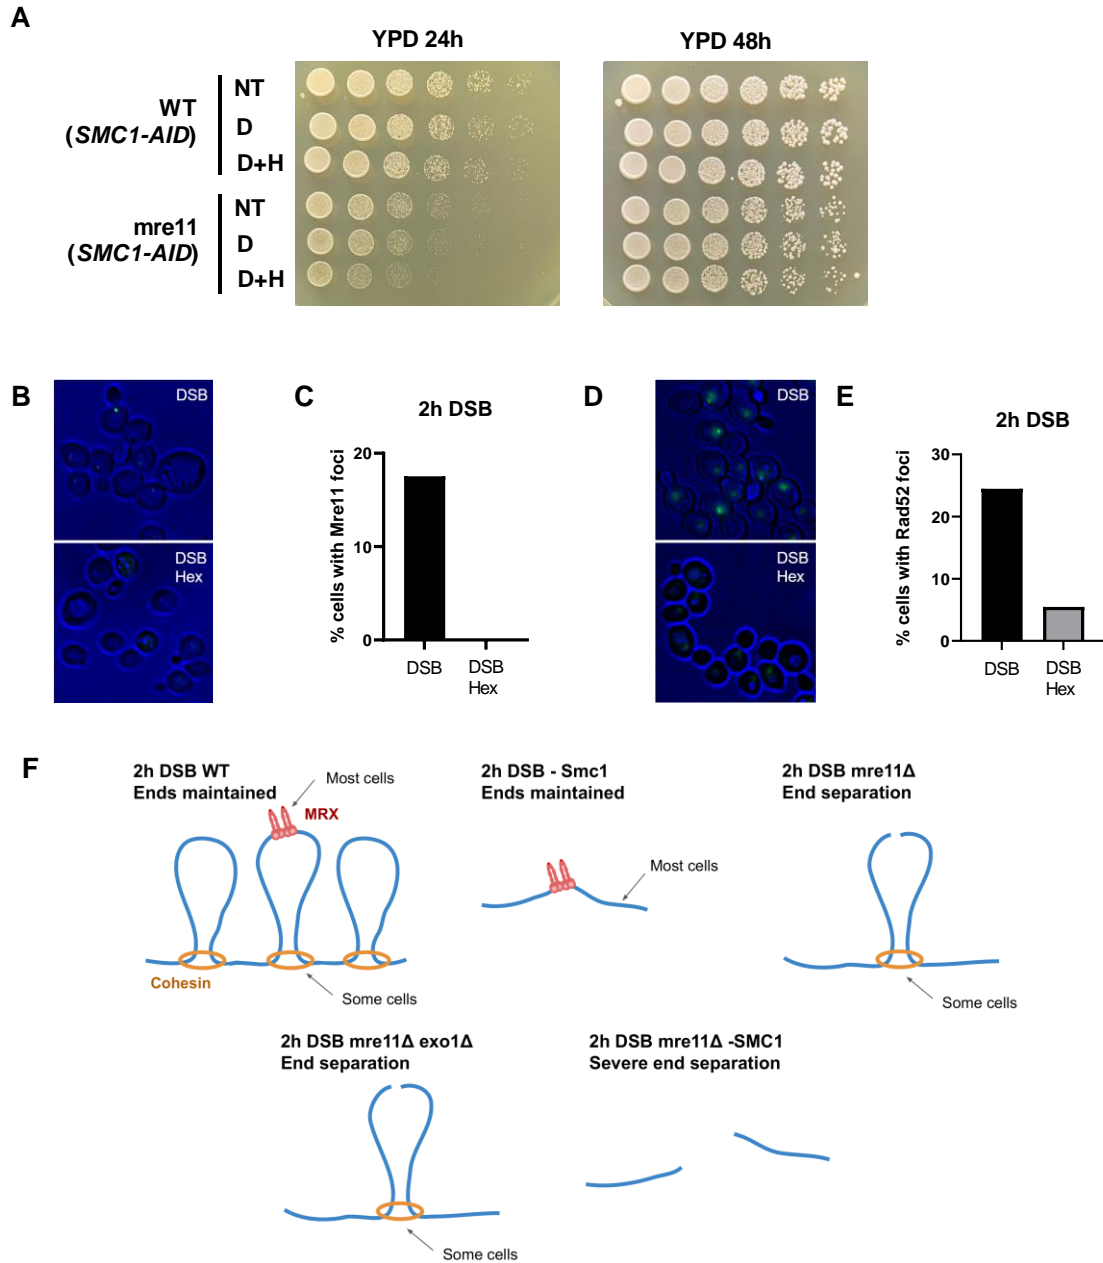 A
YPD 24h
YPD 48h
WT
(SMC1-AID)
NT
D
D+H
mre11
(SMC1-AID)
NT
D
D+H
B
DSB
DSB
Hex
C
2h DSB
% cells with Mre11 foci
20
10
0
DSB
DSB
Hex
D
DSB
DSB
Hex
E
2h DSB
% cells with Rad52 foci
30
20
10
0
DSB
DSB
Hex
F
2h DSB WT
Ends maintained
Most cells
MRX
Cohesin
Some cells
2h DSB - Smc1
Ends maintained
Most cells
2h DSB mre11Δ
End separation
Some cells
2h DSB mre11Δ exo1Δ
End separation
Some cells
2h DSB mre11Δ -SMC1
Severe end separation